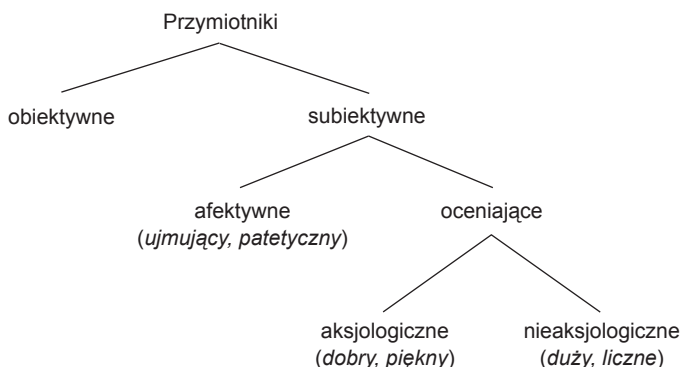 Przymiotniki
obiektywne subiektywne
afektywne oceniające
(ujmujący, patetyczny)
aksjologiczne nieaksjologiczne
(dobry, piękny) (duży, liczne)